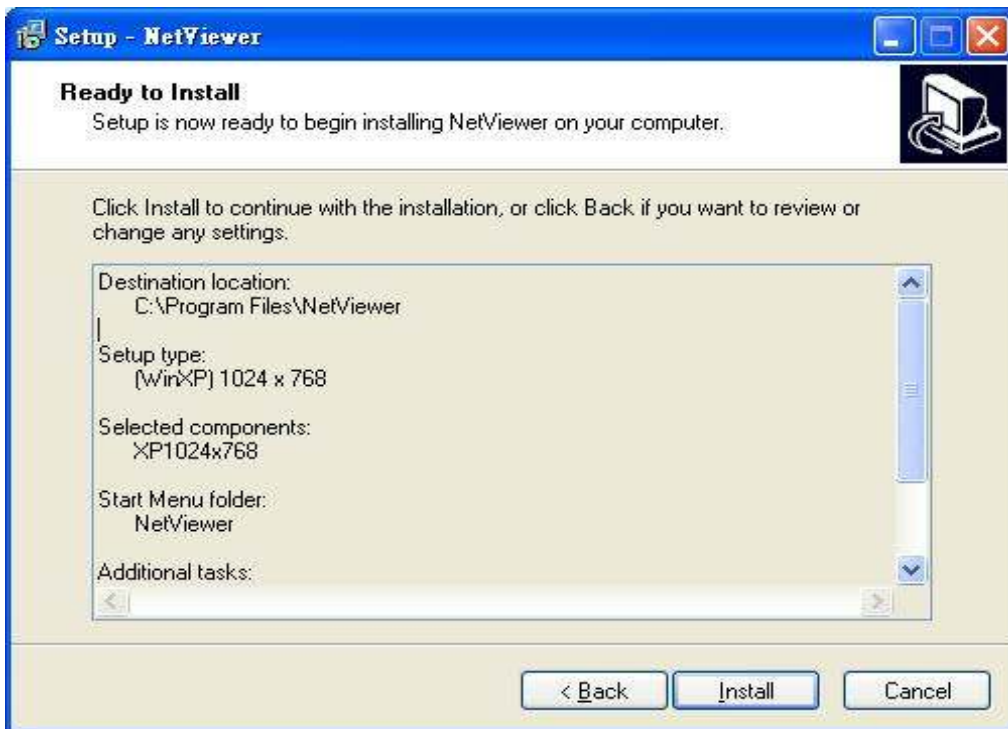 Setup - NetViewer
Ready to Install
Setup is now ready to begin installing NetViewer on your computer.
Click Install to continue with the installation, or click Back if you want to review or
change any settings.
Destination location:
C:\Program Files\NetViewer
Setup type:
(WinXP) 1024 x 768
Selected components:
XP1024x768
Start Menu folder:
NetViewer
Additional tasks:
< Back
Install
Cancel